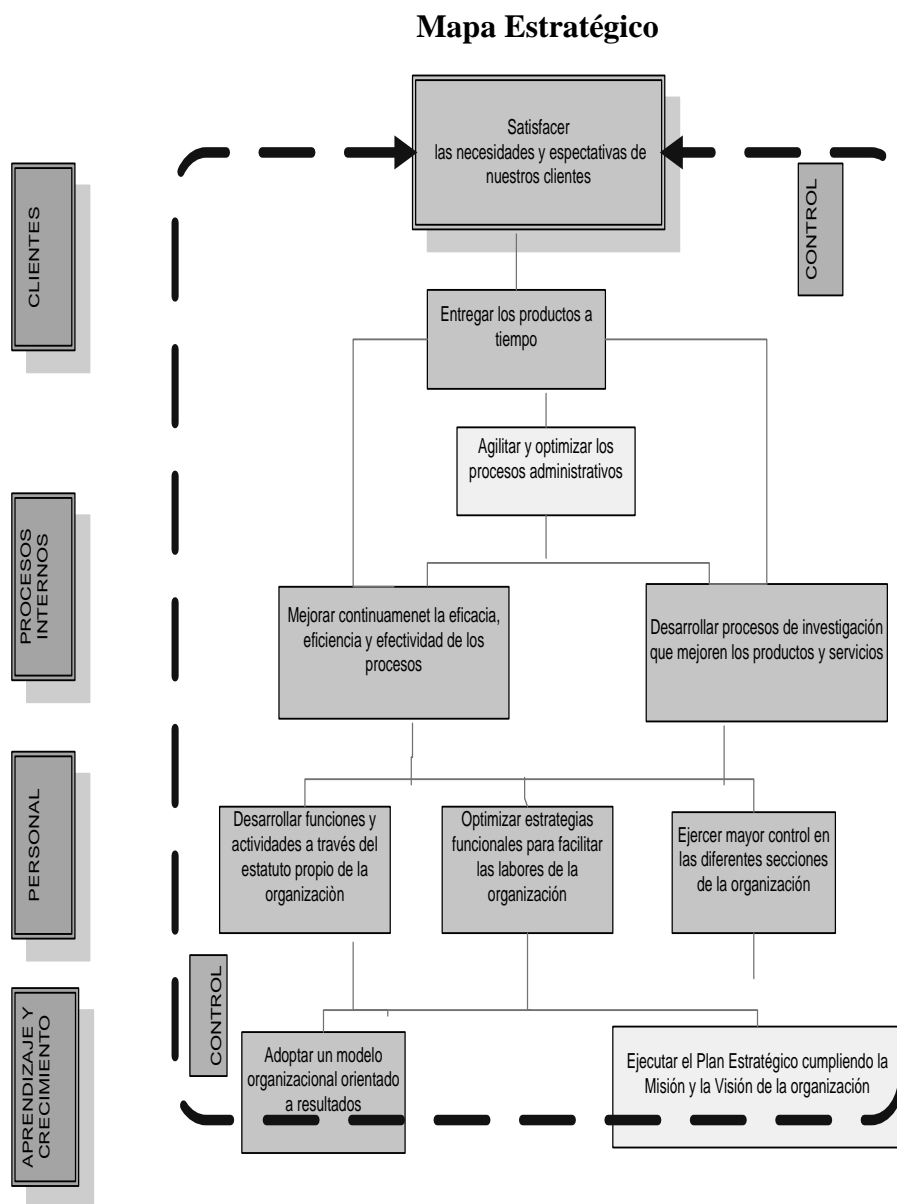 Mapa Estratégico
Satisfacer
las necesidades y espectativas de
nuestros clientes
CLIENTES
CONTROL
Entregar los productos a
tiempo
Agilitar y optimizar los
procesos administrativos
PROCESOS
INTERNOS
Mejorar continuamenet la eficacia,
eficiencia y efectividad de los
procesos
Desarrollar procesos de investigación
que mejoren los productos y servicios
PERSONAL
Desarrollar funciones y
actividades a través del
estatuto propio de la
organizaciòn
Optimizar estrategias
funcionales para facilitar
las labores de la
organización
Ejercer mayor control en
las diferentes secciones
de la organización
CONTROL
APRENDIZAJE Y
CRECIMIENTO
Adoptar un modelo
organizacional orientado
a resultados
Ejecutar el Plan Estratégico cumpliendo la
Misión y la Visión de la organización